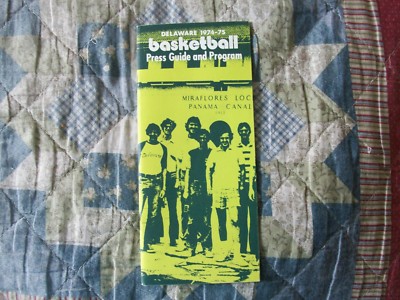 DELAWARE 1974-75
basketball
Press Guide and Program
MIRAFLORES LOC
PANAMA CANAL